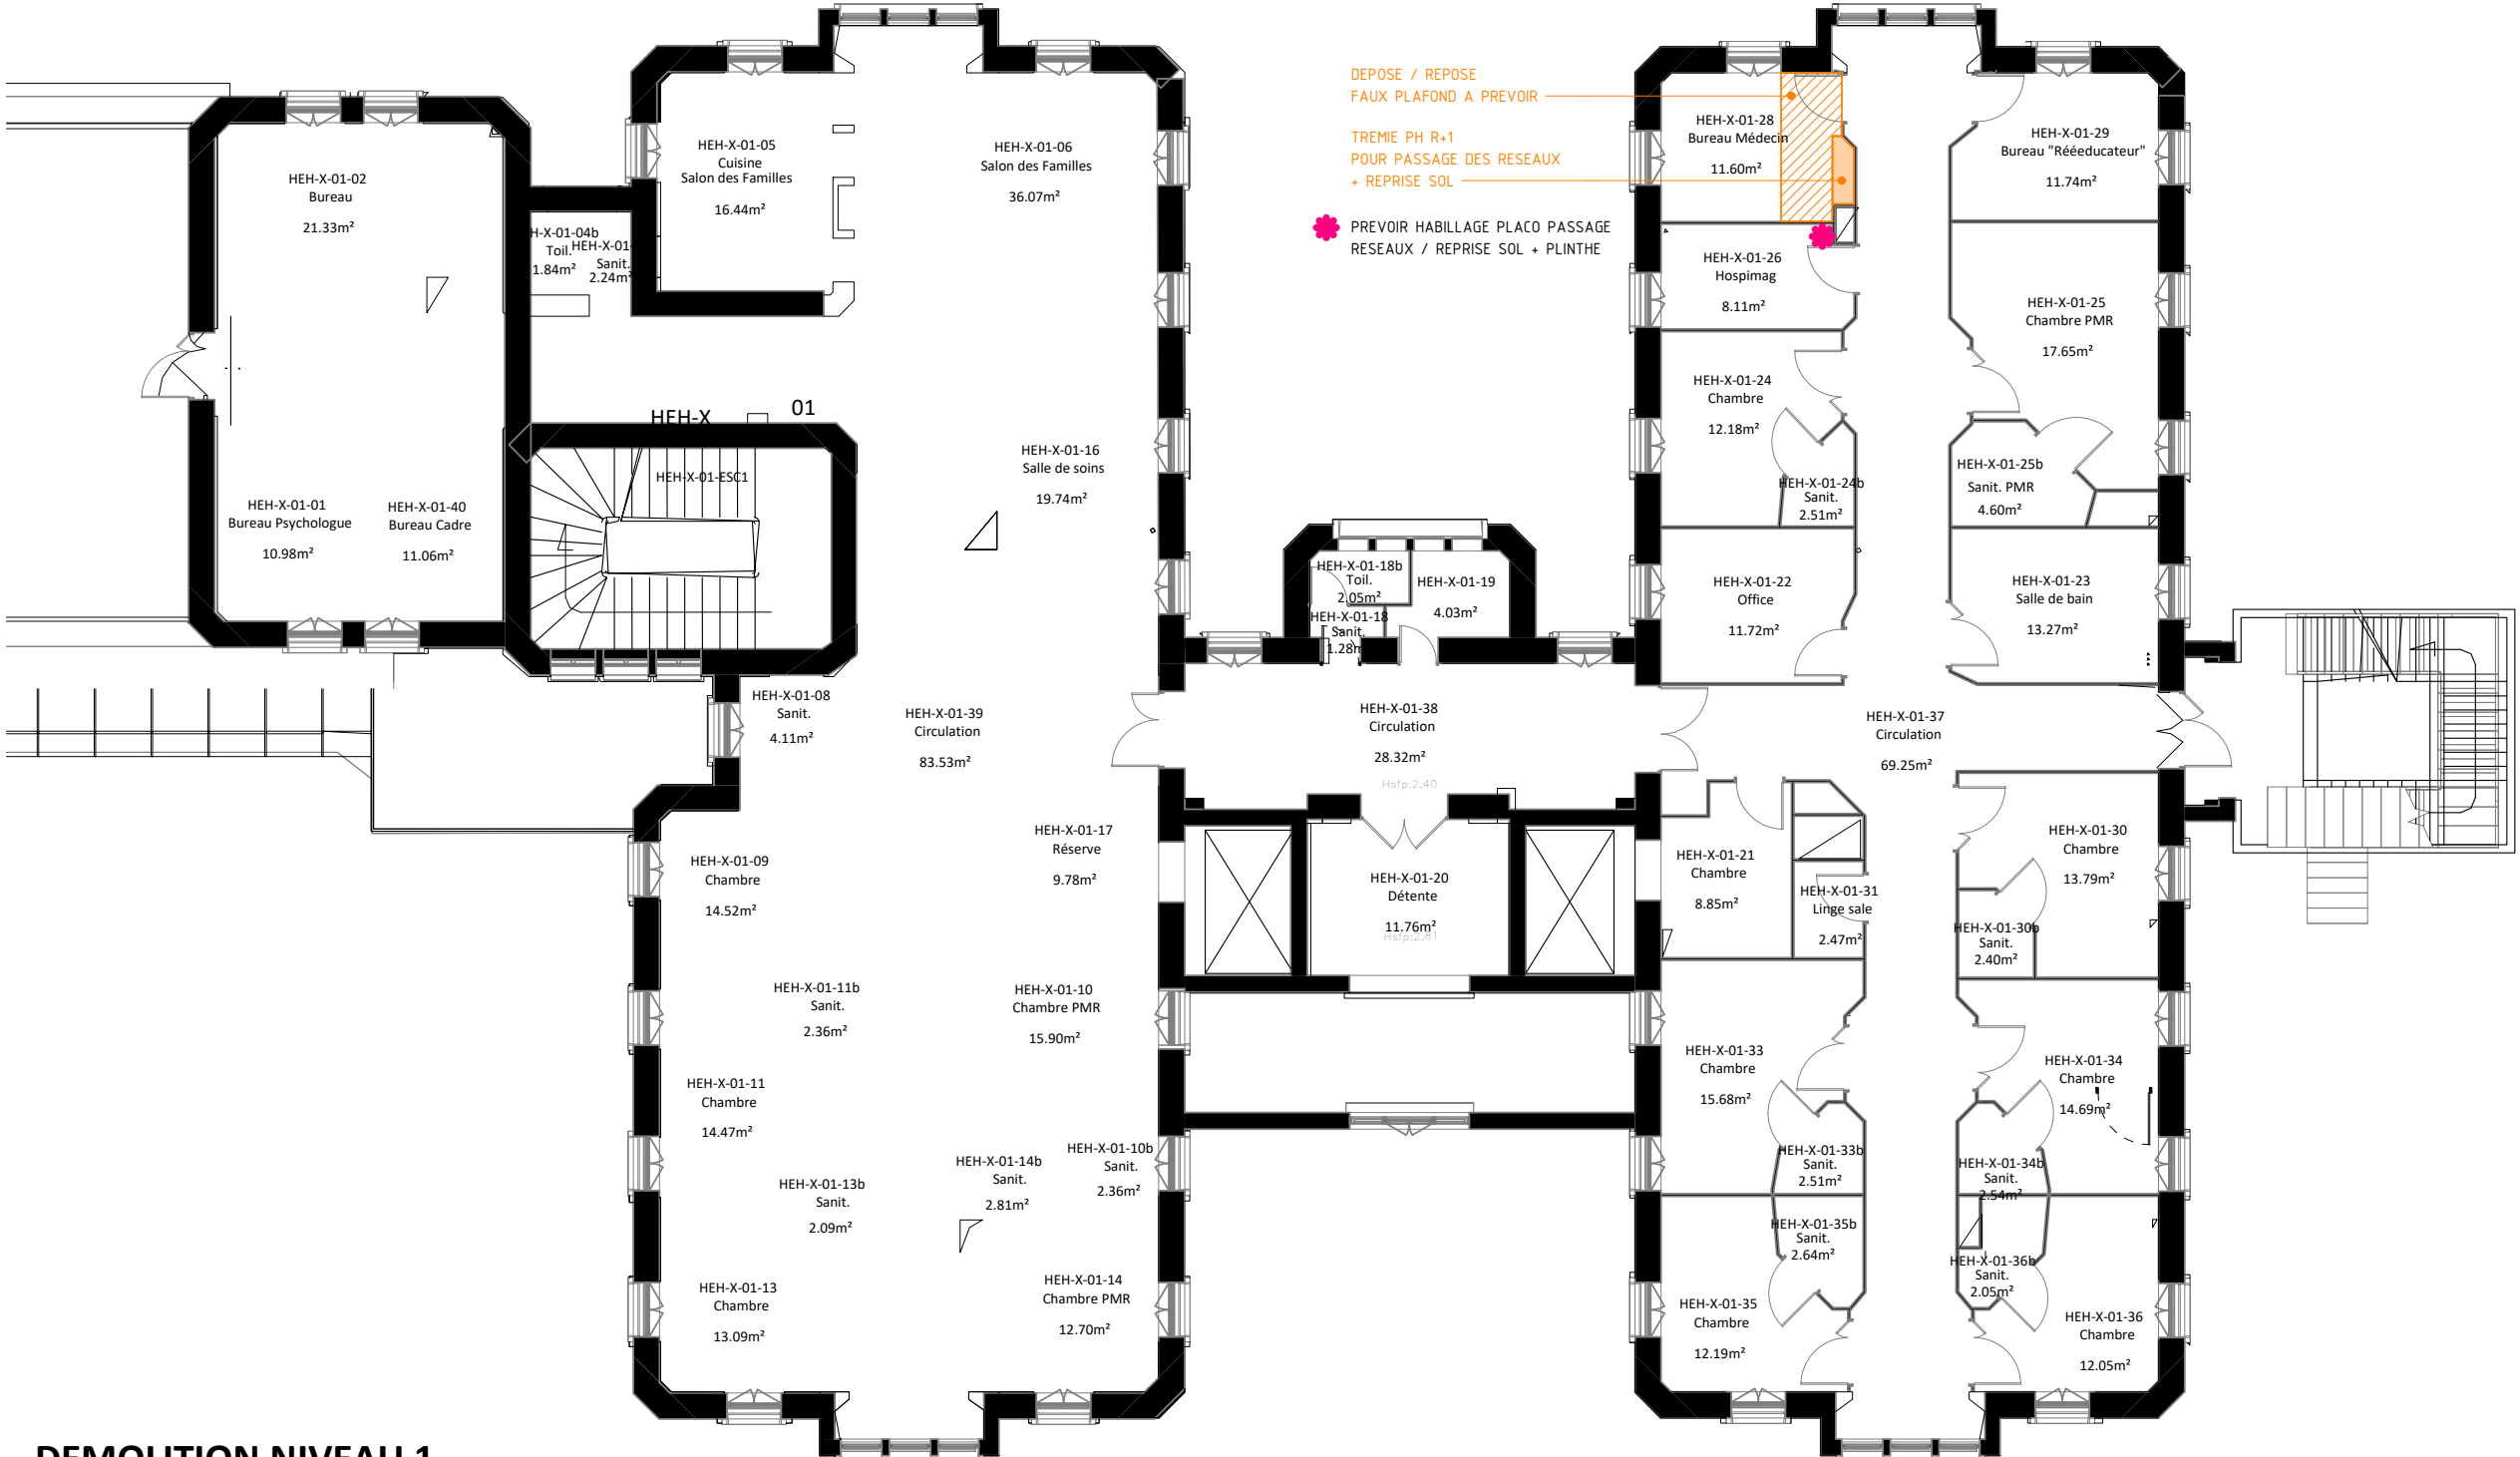 DEPOSE / REPOSE
FAUX PLAFOND A PREVOIR
TREMIE PH R+1
POUR PASSAGE DES RESEAUX
+ REPRISE SOL
PREVOIR HABILLAGE PLACO PASSAGE
RESEAUX / REPRISE SOL + PLINTHE
HEH-X-01-02
Bureau
21.33m²
H-X-01-04b
Toil.
1.84m²
HEH-X-01-
Sanit.
2.24m²
HEH-X-01-05
Cuisine
Salon des Familles
16.44m²
HEH-X-01-06
Salon des Familles
36.07m²
HEH-X-01-28
Bureau Médecin
11.60m²
HEH-X-01-29
Bureau "Rééeducateur"
11.74m²
HEH-X-01-26
Hospimag
8.11m²
HEH-X-01-25
Chambre PMR
17.65m²
HEH-X-01-24
Chambre
12.18m²
HEH-X-01-24b
Sanit.
2.51m²
HEH-X-01-25b
Sanit. PMR
4.60m²
HEH-X
01
HEH-X-01-ESC1
HEH-X-01-16
Salle de soins
19.74m²
HEH-X-01-01
Bureau Psychologue
10.98m²
HEH-X-01-40
Bureau Cadre
11.06m²
HEH-X-01-18b
Toil.
2.05m²
HEH-X-01-18
Sanit.
1.28m
HEH-X-01-19
4.03m²
HEH-X-01-22
Office
11.72m²
HEH-X-01-23
Salle de bain
13.27m²
HEH-X-01-08
Sanit.
4.11m²
HEH-X-01-39
Circulation
83.53m²
HEH-X-01-38
Circulation
28.32m²
Hsfp:2.40
HEH-X-01-37
Circulation
69.25m²
HEH-X-01-09
Chambre
14.52m²
HEH-X-01-17
Réserve
9.78m²
HEH-X-01-20
Détente
11.76m²
Hsfp:2.81
HEH-X-01-21
Chambre
8.85m²
HEH-X-01-31
Linge sale
2.47m²
HEH-X-01-30
Chambre
13.79m²
HEH-X-01-30b
Sanit.
2.40m²
HEH-X-01-11b
Sanit.
2.36m²
HEH-X-01-10
Chambre PMR
15.90m²
HEH-X-01-33
Chambre
15.68m²
HEH-X-01-34
Chambre
14.69m²
HEH-X-01-11
Chambre
14.47m²
HEH-X-01-13b
Sanit.
2.09m²
HEH-X-01-14b
Sanit.
2.81m²
HEH-X-01-10b
Sanit.
2.36m²
HEH-X-01-33b
Sanit.
2.51m²
HEH-X-01-34b
Sanit.
2.54m²
HEH-X-01-35b
Sanit.
2.64m²
HEH-X-01-36b
Sanit.
2.05m²
HEH-X-01-13
Chambre
13.09m²
HEH-X-01-14
Chambre PMR
12.70m²
HEH-X-01-35
Chambre
12.19m²
HEH-X-01-36
Chambre
12.05m²
DEMOLITION NIVEAU 1